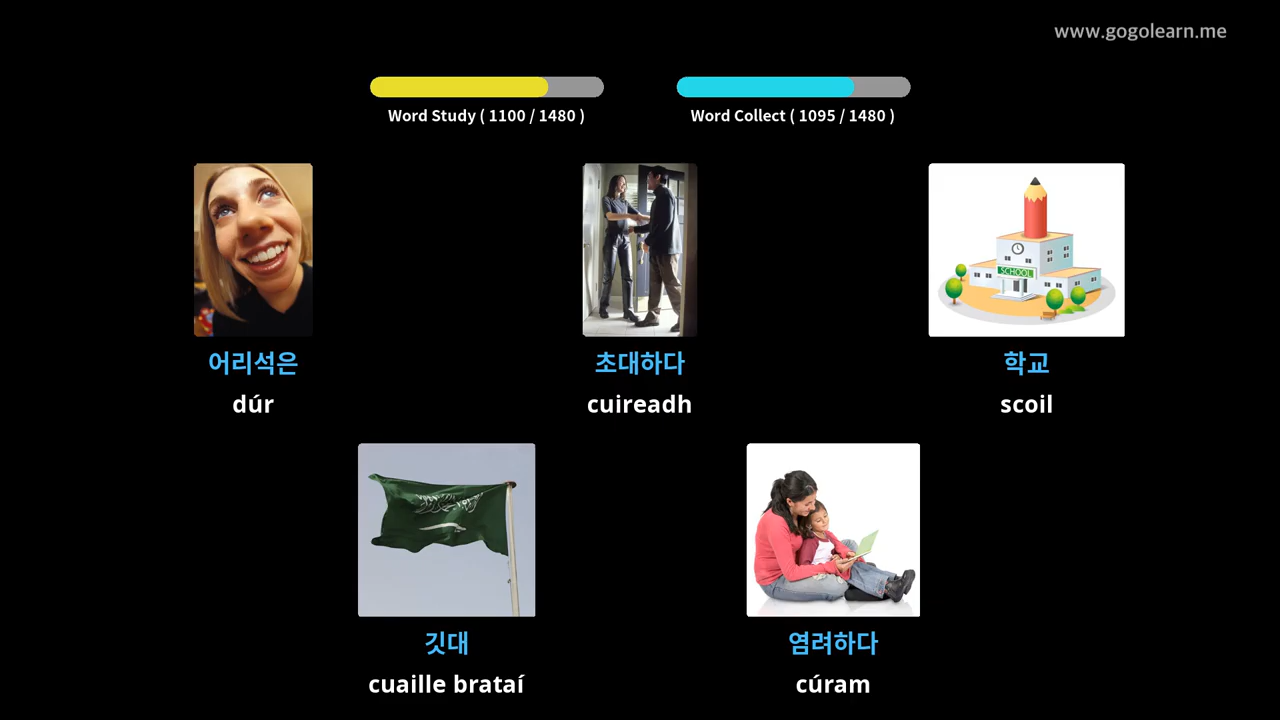 www.gogolearn.me
Word Study ( 1100 / 1480 )
Word Collect ( 1095 / 1480 )
SCHOOL
어리석은
dúr
초대하다
cuireadh
학교
scoil
깃대
cuaille brataí
염려하다
cúram